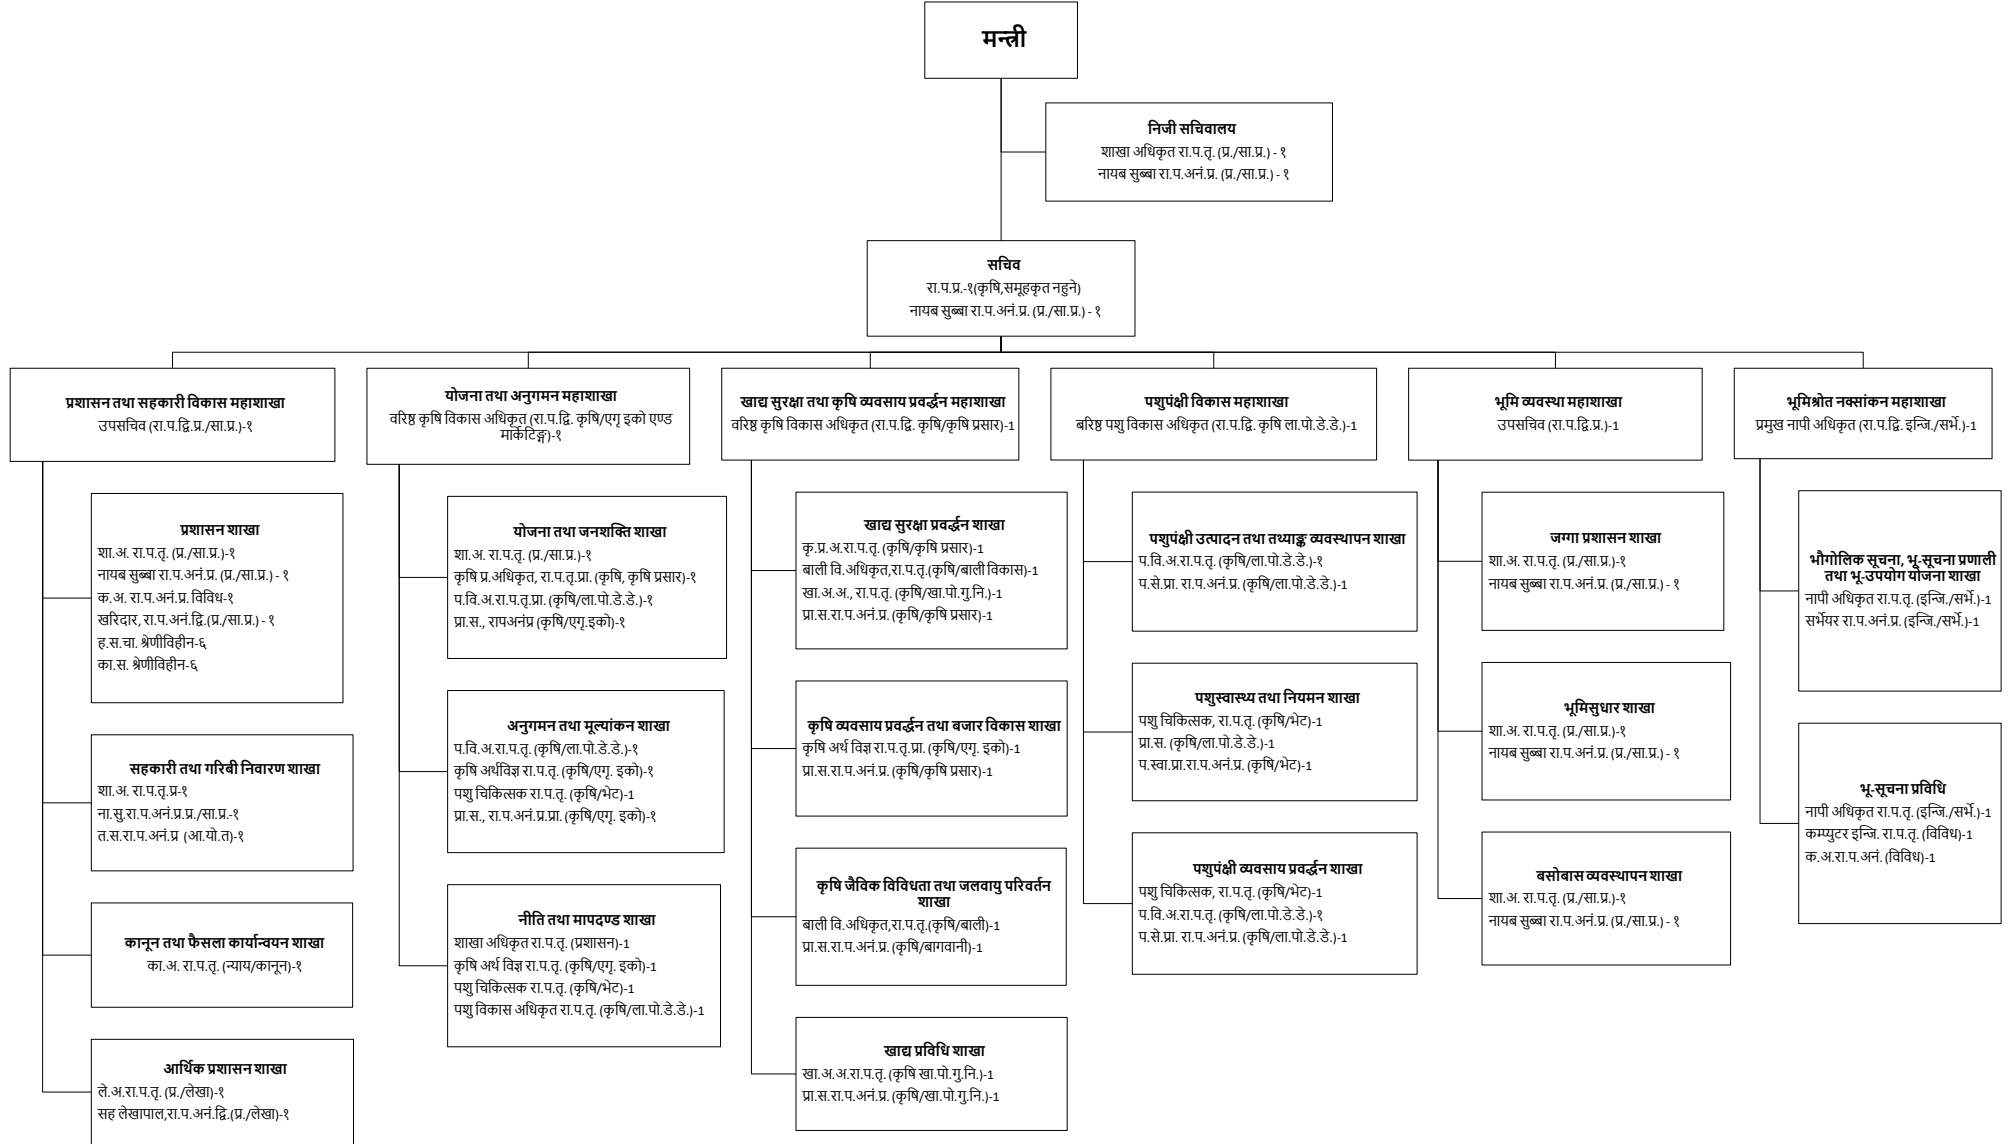 मन्त्री
निजी सचिवालय
शाखा अधिकृत रा.प.तृ. (प्र./सा.प्र.) - १
नायब सुब्बा रा.प.अनं.प्र. (प्र./सा.प्र.) - १
सचिव
रा.प.प्र.-१(कृषि,समूहकृत नहुने)
नायब सुब्बा रा.प.अनं.प्र. (प्र./सा.प्र.) - १
प्रशासन तथा सहकारी विकास महाशाखा
उपसचिव (रा.प.द्वि.प्र./सा.प्र.)-१
प्रशासन शाखा
शा.अ. रा.प.तृ. (प्र./सा.प्र.)-१
नायब सुब्बा रा.प.अनं.प्र. (प्र./सा.प्र.) - १
क.अ. रा.प.अनं.प्र. विविध-१
खरिदार, रा.प.अनं.द्वि.(प्र./सा.प्र.) - १
ह.स.चा. श्रेणीविहीन-६
का.स. श्रेणीविहीन-६
सहकारी तथा गरिबी निवारण शाखा
शा.अ. रा.प.तृ.प्र-१
ना.सु.रा.प.अनं.प्र.प्र./सा.प्र.-१
त.स.रा.प.अनं.प्र (आ.यो.त)-१
कानून तथा फैसला कार्यान्वयन शाखा
का.अ. रा.प.तृ. (न्याय/कानून)-१
आर्थिक प्रशासन शाखा
ले.अ.रा.प.तृ. (प्र./लेखा)-१
सह लेखापाल,रा.प.अनं.द्वि.(प्र./लेखा)-१
योजना तथा अनुगमन महाशाखा
वरिष्ठ कृषि विकास अधिकृत (रा.प.द्वि. कृषि/एगृ इको एण्ड
मार्केटिङ्ग)-१
योजना तथा जनशक्ति शाखा
शा.अ. रा.प.तृ. (प्र./सा.प्र.)-१
कृषि प्र.अधिकृत, रा.प.तृ.प्रा. (कृषि, कृषि प्रसार)-१
प.वि.अ.रा.प.तृ.प्रा. (कृषि/ला.पो.डे.डे.)-१
प्रा.स., रापअनंप्र (कृषि/एगृ.इको)-१
अनुगमन तथा मूल्यांकन शाखा
प.वि.अ.रा.प.तृ. (कृषि/ला.पो.डे.डे.)-१
कृषि अर्थविज्ञ रा.प.तृ. (कृषि/एगृ. इको)-१
पशु चिकित्सक रा.प.तृ. (कृषि/भेट)-1
प्रा.स., रा.प.अनं.प्र.प्रा. (कृषि/एगृ. इको)-१
नीति तथा मापदण्ड शाखा
शाखा अधिकृत रा.प.तृ. (प्रशासन)-1
कृषि अर्थ विज्ञ रा.प.तृ. (कृषि/एगृ. इको)-1
पशु चिकित्सक रा.प.तृ. (कृषि/भेट)-1
पशु विकास अधिकृत रा.प.तृ. (कृषि/ला.पो.डे.डे.)-1
खाद्य सुरक्षा तथा कृषि व्यवसाय प्रवर्द्धन महाशाखा
वरिष्ठ कृषि विकास अधिकृत (रा.प.द्वि. कृषि/कृषि प्रसार)-1
खाद्य सुरक्षा प्रवर्द्धन शाखा
कृ.प्र.अ.रा.प.तृ. (कृषि/कृषि प्रसार)-1
बाली वि.अधिकृत,रा.प.तृ.(कृषि/बाली विकास)-1
खा.अ.अ., रा.प.तृ. (कृषि/खा.पो.गु.नि.)-1
प्रा.स.रा.प.अनं.प्र. (कृषि/कृषि प्रसार)-1
कृषि व्यवसाय प्रवर्द्धन तथा बजार विकास शाखा
कृषि अर्थ विज्ञ रा.प.तृ.प्रा. (कृषि/एगृ. इको)-1
प्रा.स.रा.प.अनं.प्र. (कृषि/कृषि प्रसार)-1
कृषि जैविक विविधता तथा जलवायु परिवर्तन
शाखा
बाली वि.अधिकृत,रा.प.तृ.(कृषि/बाली)-1
प्रा.स.रा.प.अनं.प्र. (कृषि/बागवानी)-1
खाद्य प्रविधि शाखा
खा.अ.अ.रा.प.तृ. (कृषि खा.पो.गु.नि.)-1
प्रा.स.रा.प.अनं.प्र. (कृषि/खा.पो.गु.नि.)-1
पशुपंक्षी विकास महाशाखा
बरिष्ठ पशु विकास अधिकृत (रा.प.द्वि. कृषि ला.पो.डे.डे.)-1
पशुपंक्षी उत्पादन तथा तथ्याङ्क व्यवस्थापन शाखा
प.वि.अ.रा.प.तृ. (कृषि/ला.पो.डे.डे.)-1
प.से.प्रा. रा.प.अनं.प्र. (कृषि/ला.पो.डे.डे.)-1
पशुस्वास्थ्य तथा नियमन शाखा
पशु चिकित्सक, रा.प.तृ. (कृषि/भेट)-1
प्रा.स. (कृषि/ला.पो.डे.डे.)-1
प.स्वा.प्रा.रा.प.अनं.प्र. (कृषि/भेट)-1
पशुपंक्षी व्यवसाय प्रवर्द्धन शाखा
पशु चिकित्सक, रा.प.तृ. (कृषि/भेट)-1
प.वि.अ.रा.प.तृ. (कृषि/ला.पो.डे.डे.)-१
प.से.प्रा. रा.प.अनं.प्र. (कृषि/ला.पो.डे.डे.)-1
भूमि व्यवस्था महाशाखा
उपसचिव (रा.प.द्वि.प्र.)-1
जग्गा प्रशासन शाखा
शा.अ. रा.प.तृ. (प्र./सा.प्र.)-१
नायब सुब्बा रा.प.अनं.प्र. (प्र./सा.प्र.) - १
भूमिसुधार शाखा
शा.अ. रा.प.तृ. (प्र./सा.प्र.)-१
नायब सुब्बा रा.प.अनं.प्र. (प्र./सा.प्र.) - १
बसोबास व्यवस्थापन शाखा
शा.अ. रा.प.तृ. (प्र./सा.प्र.)-१
नायब सुब्बा रा.प.अनं.प्र. (प्र./सा.प्र.) - १
भूमिश्रोत नक्सांकन महाशाखा
प्रमुख नापी अधिकृत (रा.प.द्वि. इन्जि./सर्भे.)-1
भौगोलिक सूचना, भू-सूचना प्रणाली
तथा भू-उपयोग योजना शाखा
नापी अधिकृत रा.प.तृ. (इन्जि./सर्भे.)-1
सर्भेयर रा.प.अनं.प्र. (इन्जि./सर्भे.)-1
भू-सूचना प्रविधि
नापी अधिकृत रा.प.तृ. (इन्जि./सर्भे.)-1
कम्प्युटर इन्जि. रा.प.तृ. (विविध)-1
क.अ.रा.प.अनं. (विविध)-1